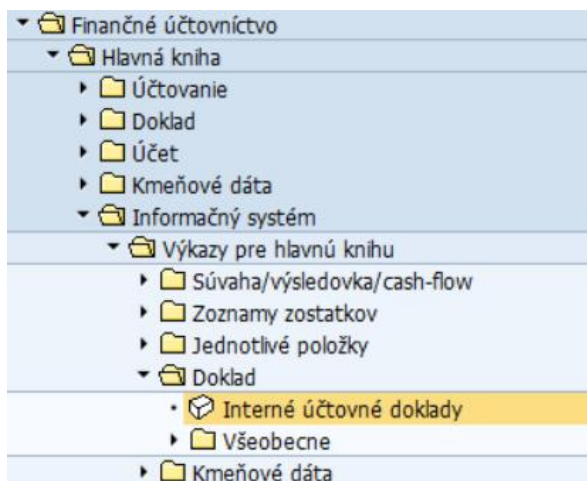 Finančné účtovníctvo
Hlavná kniha
Účtovanie
Doklad
Účet
Kmeňové dáta
Informačný systém
Výkazy pre hlavnú knihu
Súvaha/výsledovka/cash-flow
Zoznamy zostatkov
Jednotlivé položky
Doklad
Interné účtovné doklady
Všeobecne
Kmeňové dáta